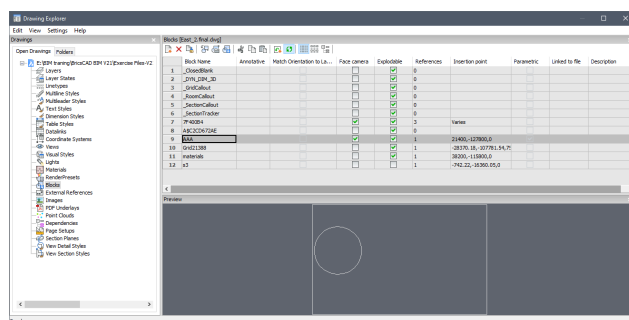 Drawing Explorer
Edit View Settings Help
Drawings
Open Drawings Folders
E:\BIM traning\BricsCAD BIM V21\Exercise Files-V2
Layers
Layer States
Linetypes
Multiline Styles
Multileader Styles
Text Styles
Dimension Styles
Table Styles
Datalinks
Coordinate Systems
Views
Visual Styles
Lights
Materials
RenderPresets
Blocks
External References
Images
PDF Underlays
Point Clouds
Dependencies
Page Setups
Section Planes
View Detail Styles
View Section Styles
Blocks [East_2.final.dwg]
Block Name Annotative Match Orientation to La... Face camera Explodable References Insertion point Parametric Linked to file Description
1 _ClosedBlank 0
2 _DYN_DIM_3D 0
3 _GridCallout 0
4 _RoomCallout 0
5 _SectionCallout 0
6 _SectionTracker 0
7 7F400B4 3 Varies
8 A$C2CD672AE 0
9 AAA 1 21400,-127800,0
10 Grid21388 1 -28370.18,-107781.54,75
11 materials 1 38200,-115800,0
12 s3 1 -742.22,-16360.05,0
Preview